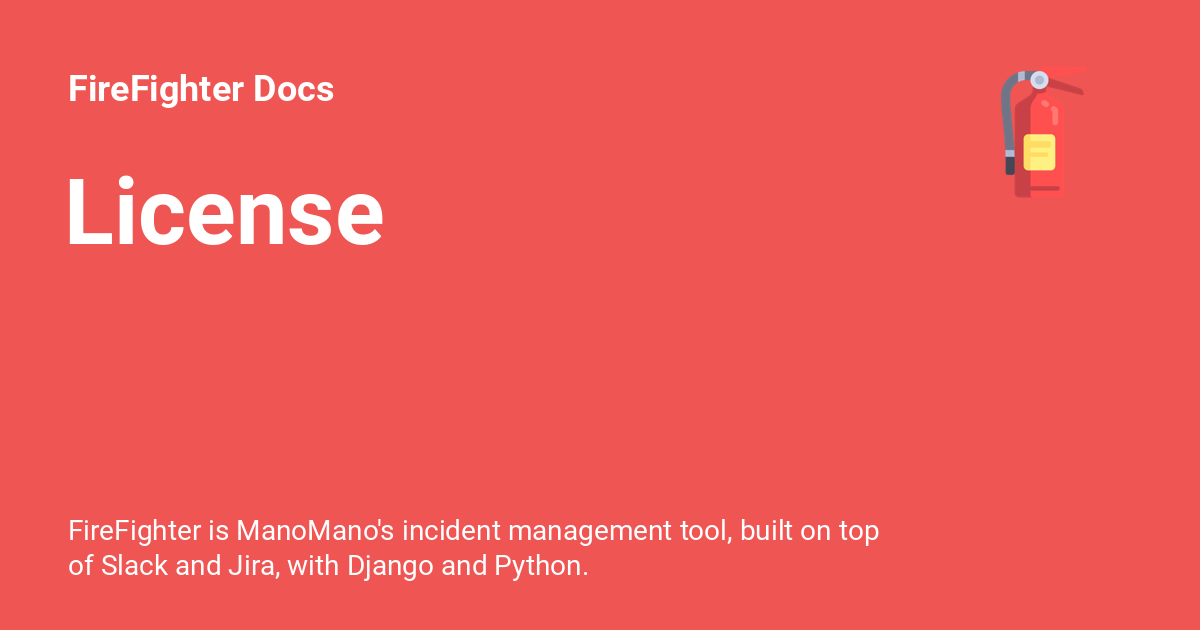 FireFighter Docs
License
FireFighter is ManoMano's incident management tool, built on top
of Slack and Jira, with Django and Python.